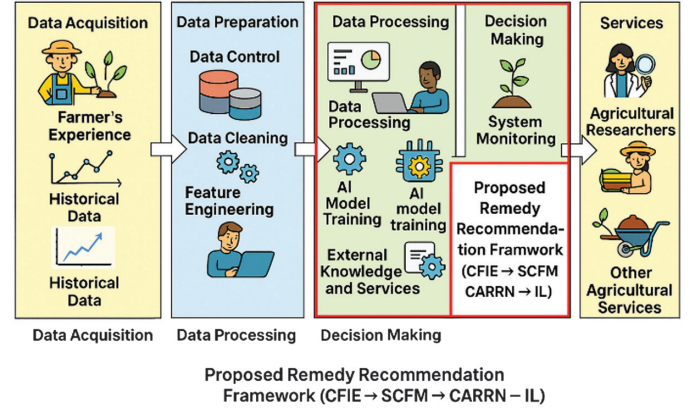 Data Acquisition
Farmer's
Experience
Historical
Data
Historical
Data
Data Preparation
Data Control
Data Cleaning
Feature
Engineering
Data Processing
Data
Processing
AI
Model
Training
AI
model
training
External
Knowledge
and Services
Decision
Making
System
Monitoring
Proposed
Remedy
Recommenda-
tion Framwork
(CFIE → SCFM
CARRN → IL)
Services
Agricultural
Researchers
Other
Agricultural
Services
Data Acquisition
Data Processing
Decision Making
Proposed Remedy Recommendation
Framework (CFIE → SCFM → CARRN – IL)